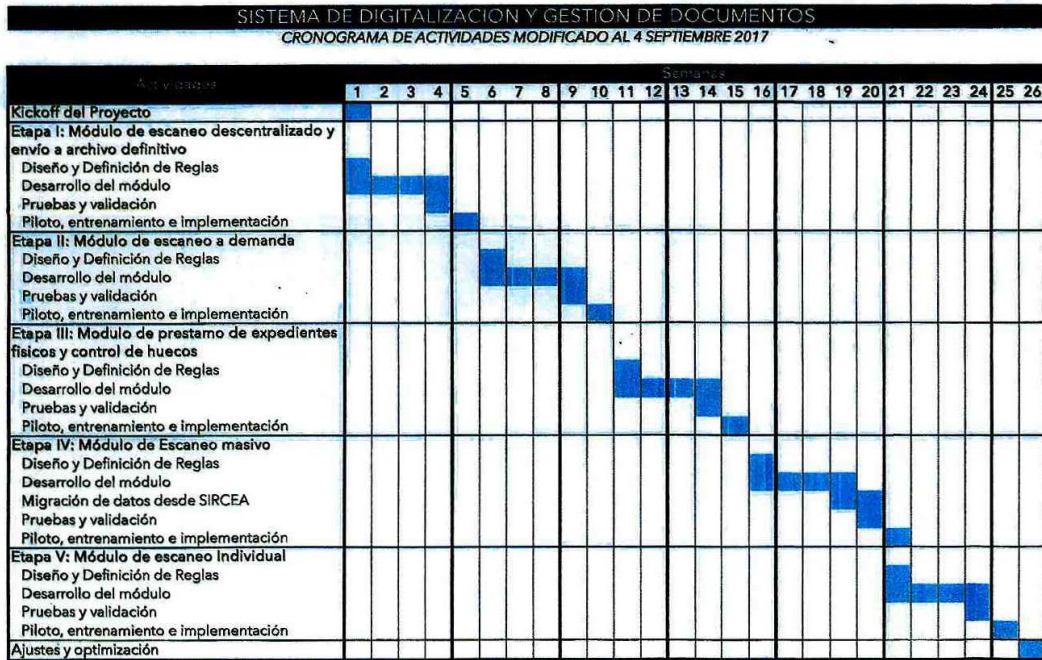 SISTEMA DE DIGITALIZACION Y GESTION DE DOCUMENTOS
CRONOGRAMA DE ACTIVIDADES MODIFICADO AL 4 SEPTIEMBRE 2017
Actividades
Semanas
1 2 3 4 5 6 7 8 9 10 11 12 13 14 15 16 17 18 19 20 21 22 23 24 25 26
Kickoff del Proyecto
Etapa I: Módulo de escaneo descentralizado y
envío a archivo definitivo
Diseño y Definición de Reglas
Desarrollo del módulo
Pruebas y validación
Piloto, entrenamiento e implementación
Etapa II: Módulo de escaneo a demanda
Diseño y Definición de Reglas
Desarrollo del módulo
Pruebas y validación
Piloto, entrenamiento e implementación
Etapa III: Modulo de prestamo de expedientes
físicos y control de huecos
Diseño y Definición de Reglas
Desarrollo del módulo
Pruebas y validación
Piloto, entrenamiento e implementación
Etapa IV: Módulo de Escaneo masivo
Diseño y Definición de Reglas
Desarrollo del módulo
Migración de datos desde SIRCEA
Pruebas y validación
Piloto, entrenamiento e implementación
Etapa V: Módulo de escaneo Individual
Diseño y Definición de Reglas
Desarrollo del módulo
Pruebas y validación
Piloto, entrenamiento e implementación
Ajustes y optimización